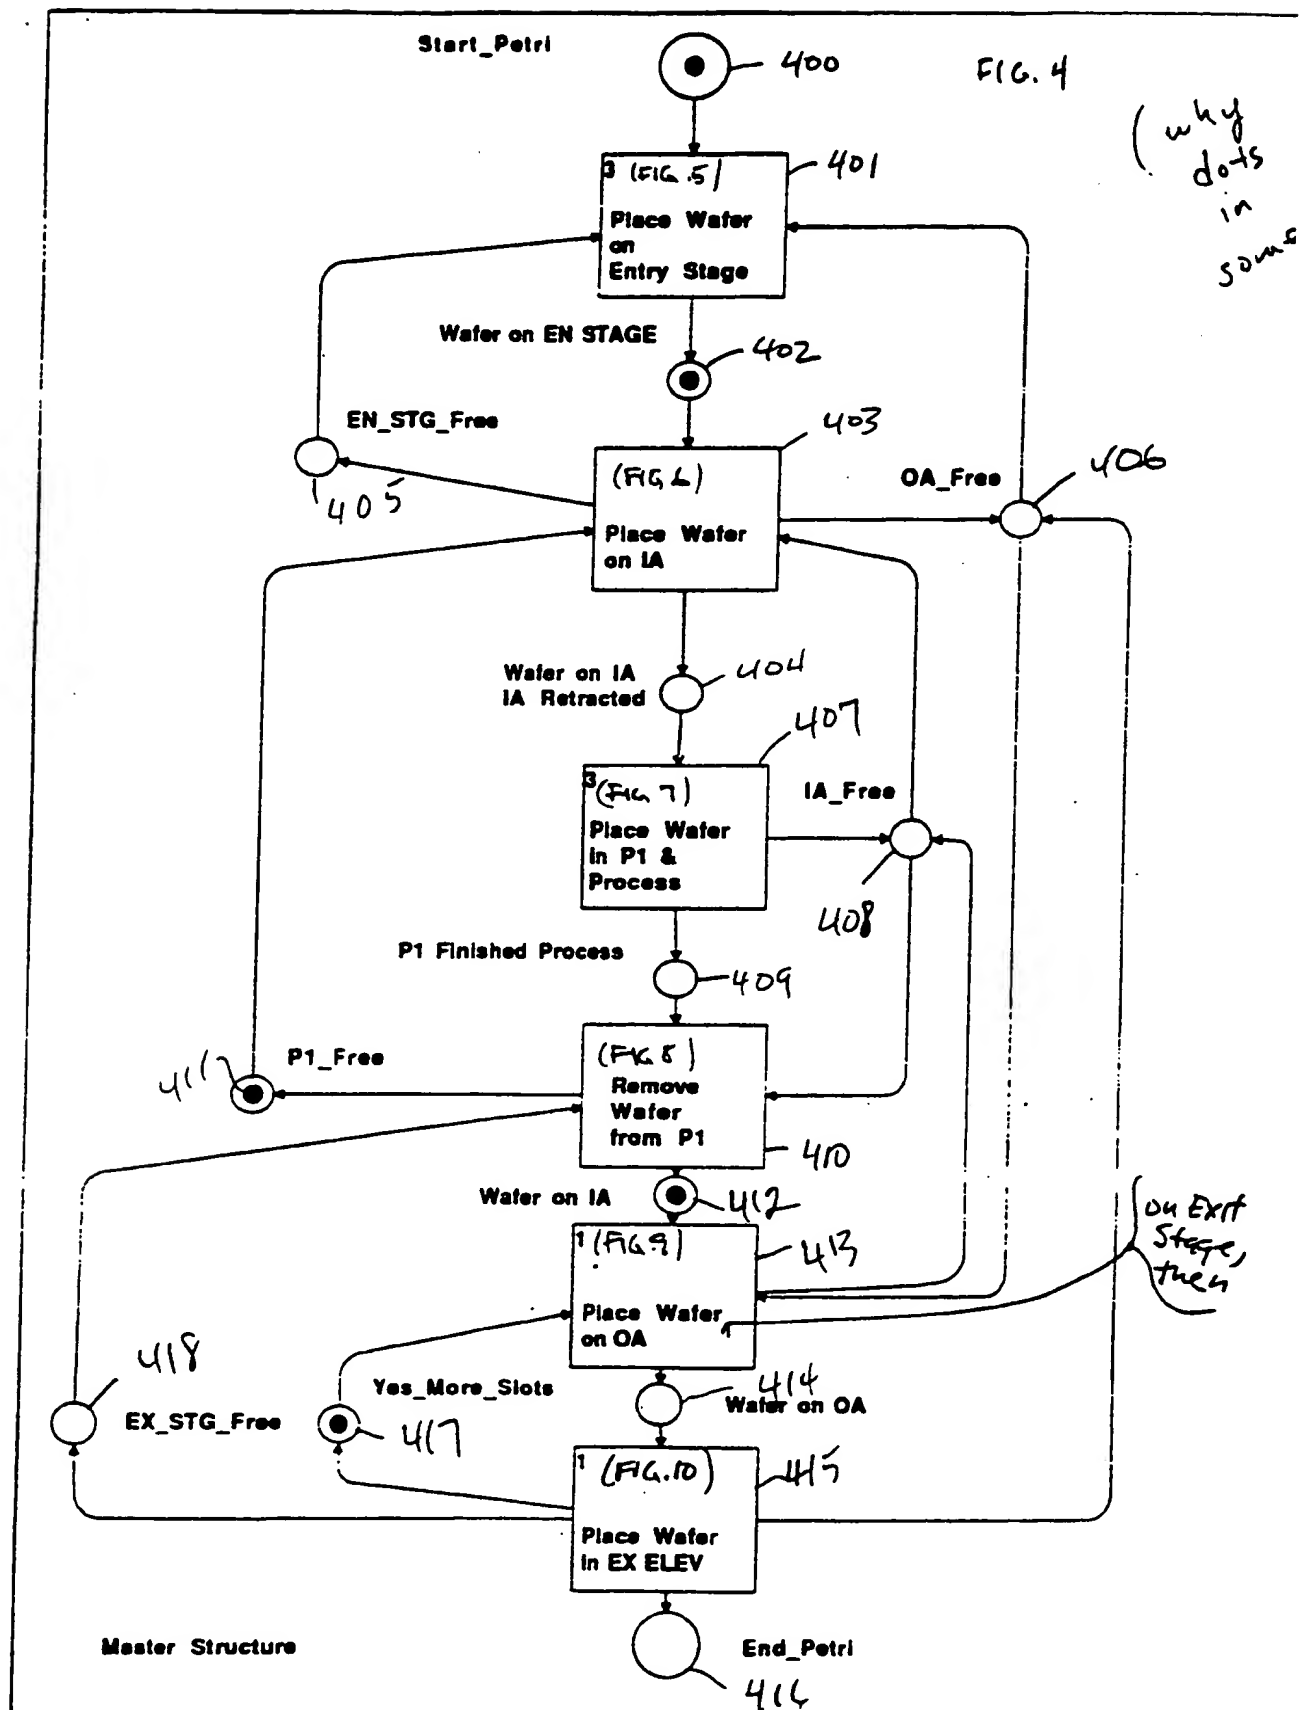 Start_Petri
400
FIG. 4
(why
dots
in
some
3 (FIG. 5)
401
Place Wafer
on
Entry Stage
Wafer on EN STAGE
402
EN_STG_Free
403
405
(FIG 6)
OA_Free
406
Place Wafer
on IA
Wafer on IA
IA Retracted
404
407
3 (FIG 7)
IA_Free
Place Wafer
in P1 &
Process
408
P1 Finished Process
409
P1_Free
411
(FIG 8)
Remove
Wafer
from P1
410
Wafer on IA
412
on Exit
Stage,
then
1 (FIG. 9)
413
Place Wafer
on OA
418
Yes_More_Slots
414
EX_STG_Free
417
Wafer on OA
1 (FIG. 10)
415
Place Wafer
in EX ELEV
Master Structure
End_Petri
416